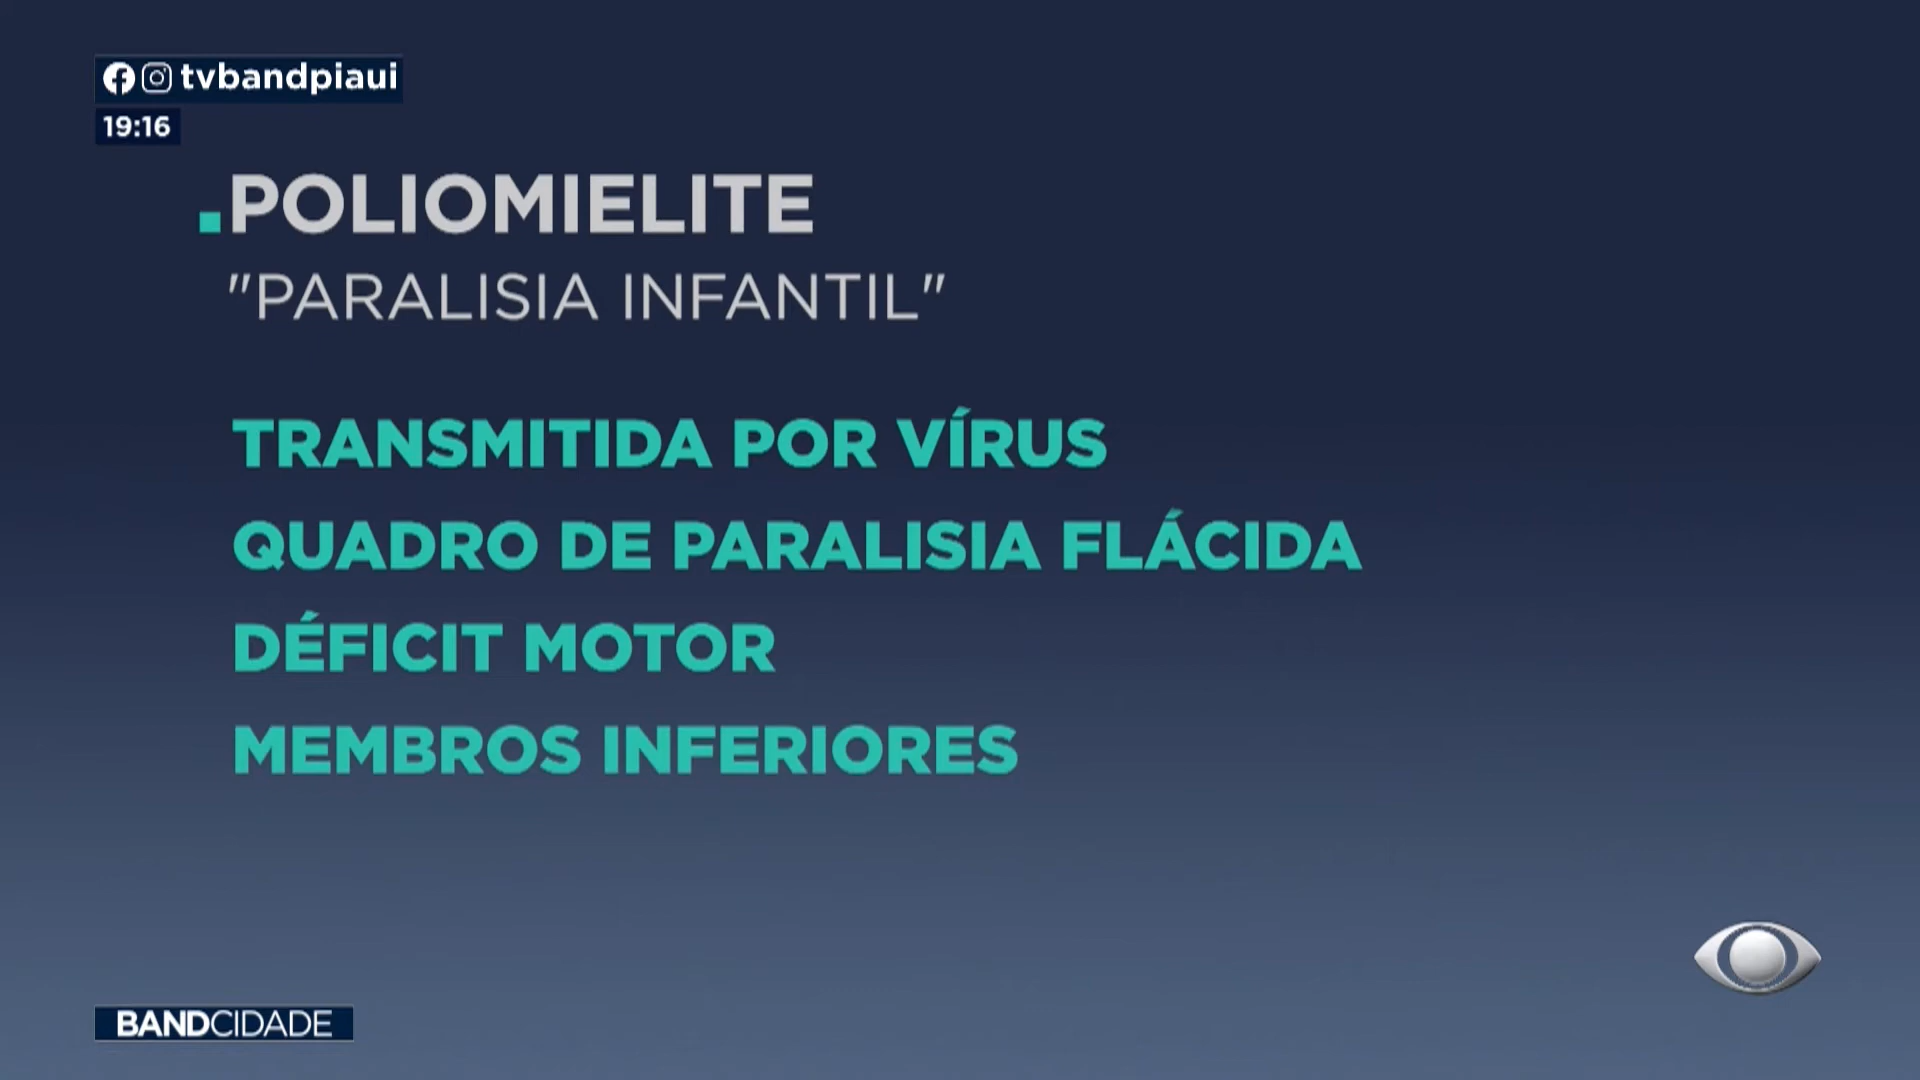 tvbandpiaui
19:16
.POLIOMIELITE
"PARALISIA INFANTIL"
TRANSMITIDA POR VÍRUS
QUADRO DE PARALISIA FLÁCIDA
DÉFICIT MOTOR
MEMBROS INFERIORES
BANDCIDADE